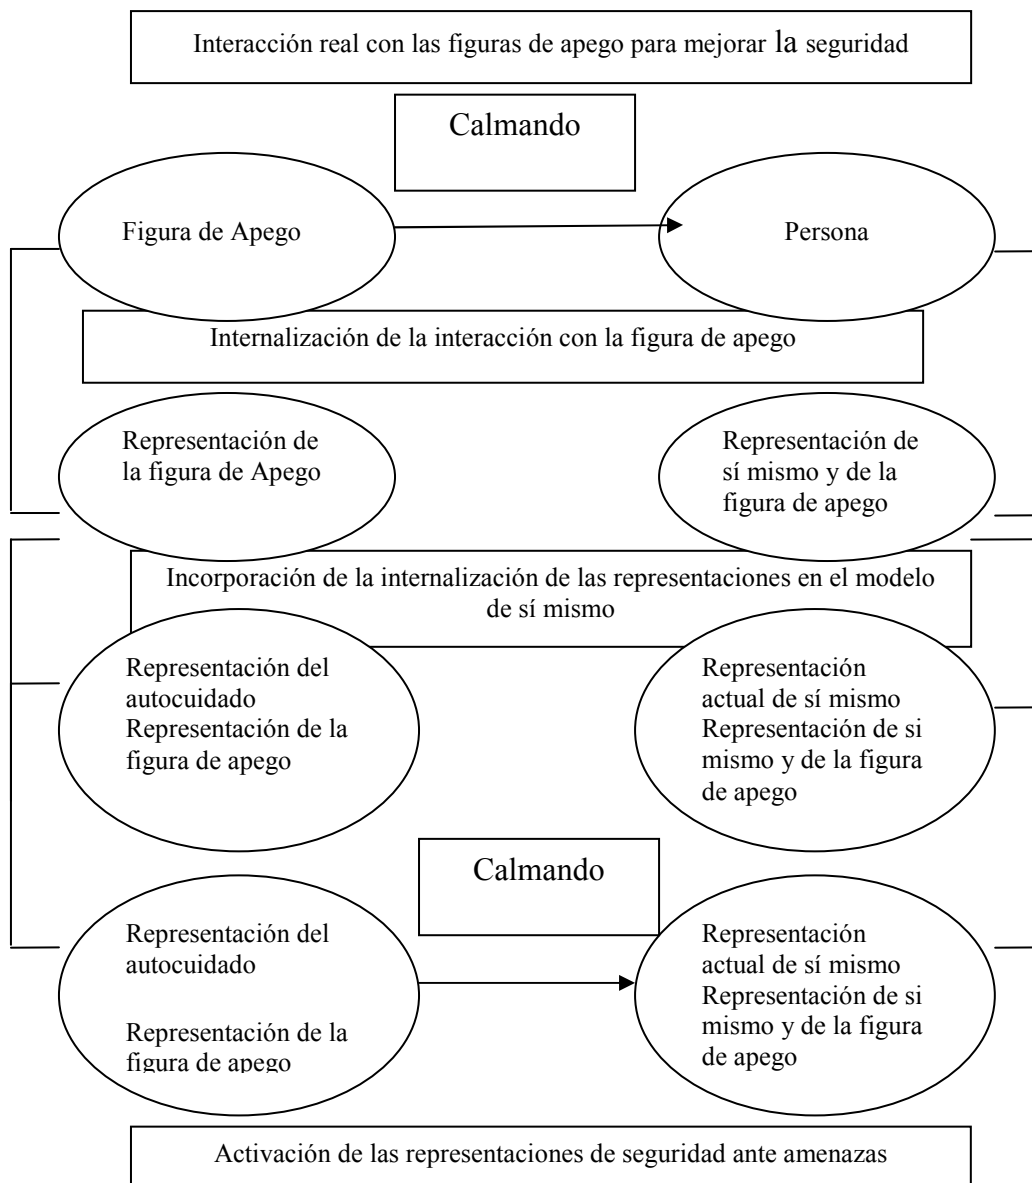 Interacción real con las figuras de apego para mejorar la seguridad
Calmando
Figura de Apego
Persona
Internalización de la interacción con la figura de apego
Representación de
la figura de Apego
Representación de
sí mismo y de la
figura de apego
Incorporación de la internalización de las representaciones en el modelo
de sí mismo
Representación del
autocuidado
Representación de la
figura de apego
Representación
actual de sí mismo
Representación de si
mismo y de la figura
de apego
Calmando
Representación del
autocuidado
Representación de la
figura de apego
Representación
actual de sí mismo
Representación de si
mismo y de la figura
de apego
Activación de las representaciones de seguridad ante amenazas